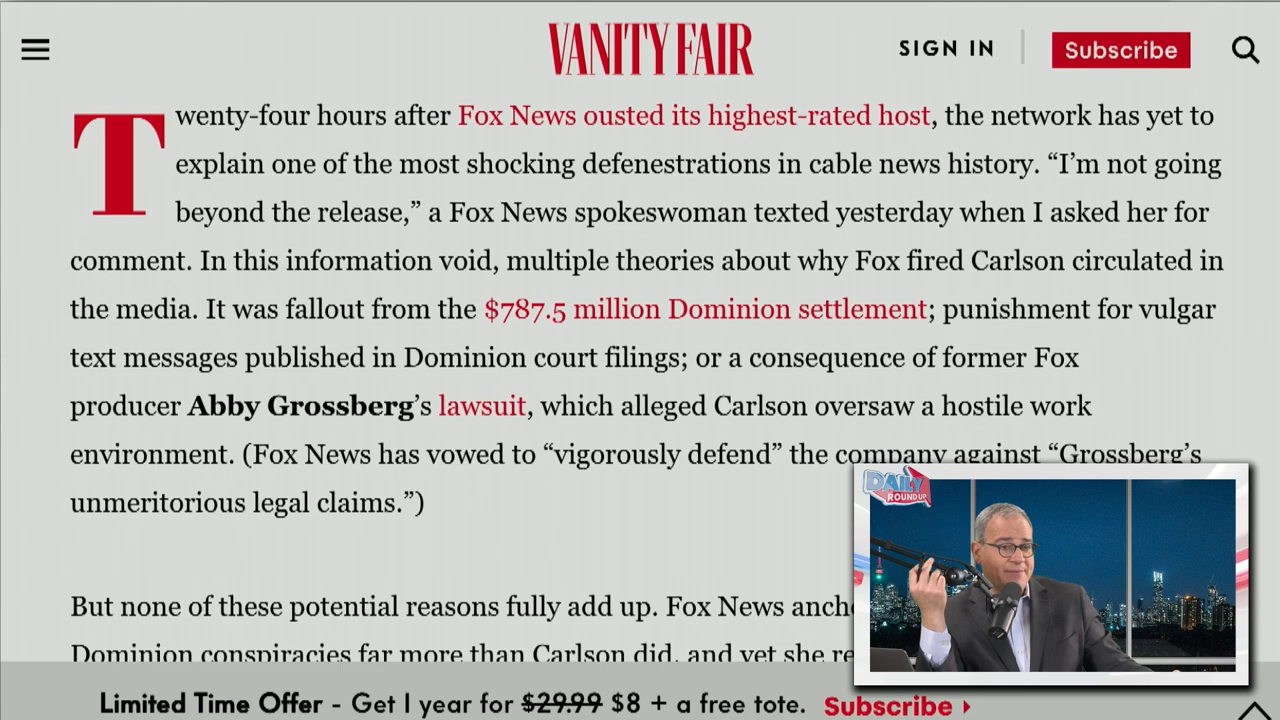 VANITY FAIR
SIGN IN
Subscribe
Twenty-four hours after Fox News ousted its highest-rated host, the network has yet to
explain one of the most shocking defenestrations in cable news history. “I’m not going
beyond the release,” a Fox News spokeswoman texted yesterday when I asked her for
comment. In this information void, multiple theories about why Fox fired Carlson circulated in
the media. It was fallout from the $787.5 million Dominion settlement; punishment for vulgar
text messages published in Dominion court filings; or a consequence of former Fox
producer Abby Grossberg’s lawsuit, which alleged Carlson oversaw a hostile work
environment. (Fox News has vowed to “vigorously defend” the company against “Grossberg’s
unmeritorious legal claims.”)
DAILY
ROUNDUP
But none of these potential reasons fully add up. Fox News
Dominion conspiracies far more than Carlson did, and yet she
Limited Time Offer - Get 1 year for $29.99 $8 + a free tote. Subscribe